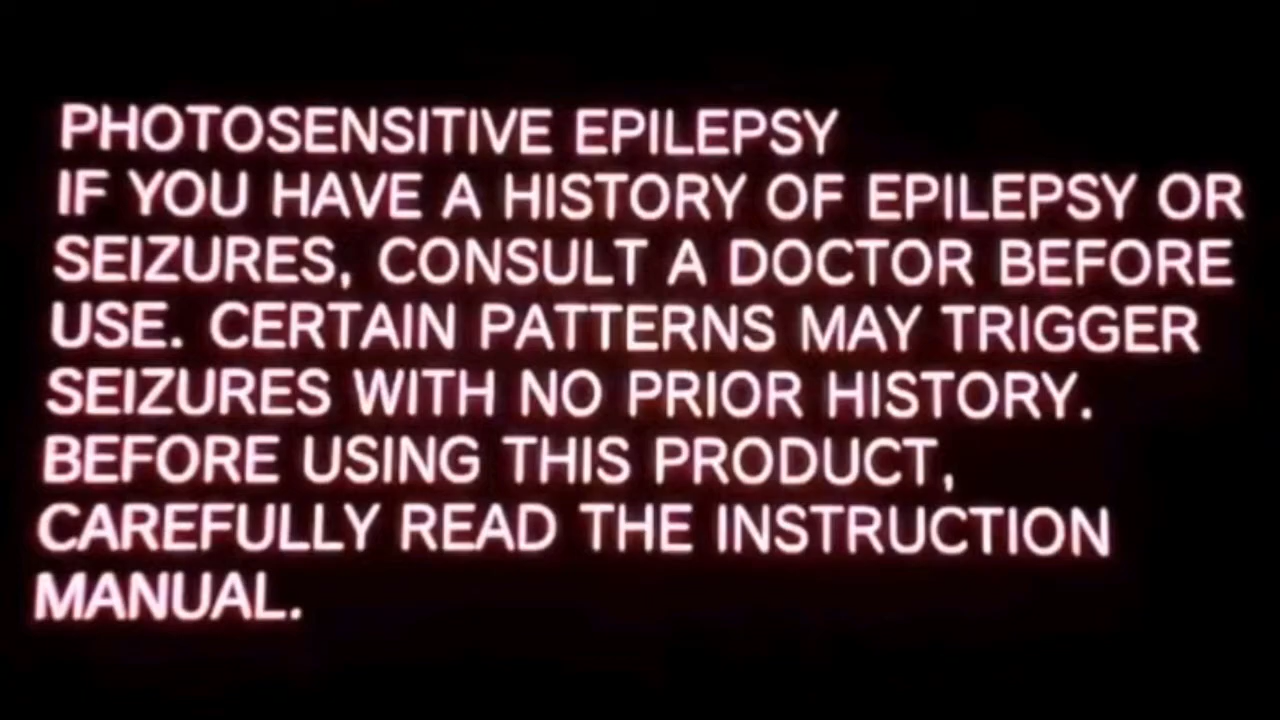 PHOTOSENSITIVE EPILEPSY
IF YOU HAVE A HISTORY OF EPILEPSY OR
SEIZURES, CONSULT A DOCTOR BEFORE
USE. CERTAIN PATTERNS MAY TRIGGER
SEIZURES WITH NO PRIOR HISTORY.
BEFORE USING THIS PRODUCT,
CAREFULLY READ THE INSTRUCTION
MANUAL.